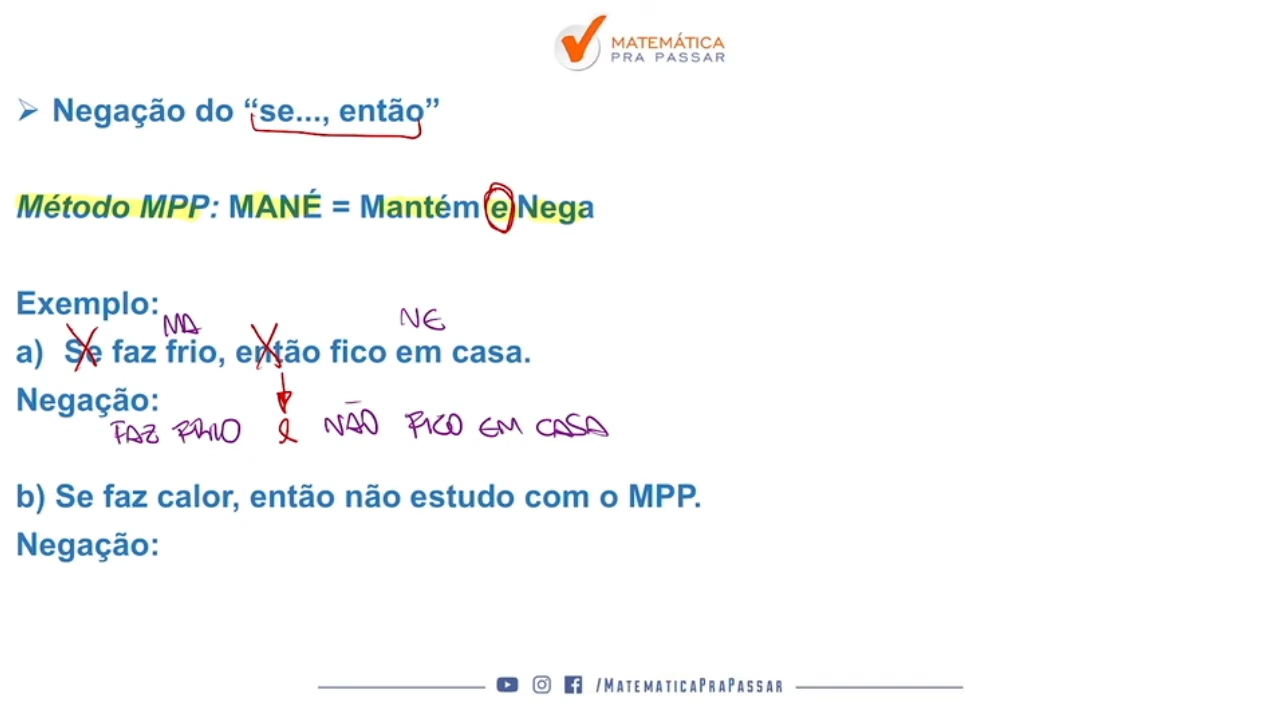 MATEMÁTICA
PRA PASSAR
➢ Negação do “se..., então”
Método MPP: MANÉ = Mantém e Nega
Exemplo:
MA NE
a) Se faz frio, então fico em casa.
Negação:
FAZ FRIO e NÃO FICO EM CASA
b) Se faz calor, então não estudo com o MPP.
Negação:
/MATEMATICAPRAPASSAR